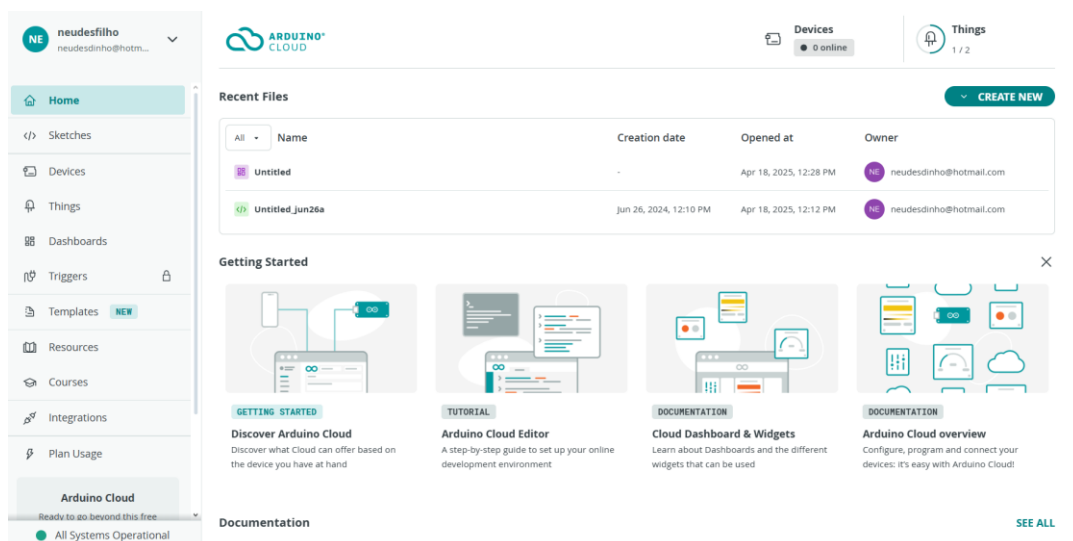 NE
neudesfilho
neudesdinho@hotm...
Home
Sketches
Devices
Things
Dashboards
Triggers
Templates NEW
Resources
Courses
Integrations
Plan Usage
Arduino Cloud
Ready to go beyond this free
All Systems Operational
ARDUINO®
CLOUD
Devices
0 online
Things
1 / 2
Recent Files
CREATE NEW
All Name Creation date Opened at Owner
Untitled - Apr 18, 2025, 12:28 PM NE neudesdinho@hotmail.com
Untitled_jun26a Jun 26, 2024, 12:10 PM Apr 18, 2025, 12:12 PM NE neudesdinho@hotmail.com
Getting Started
GETTING STARTED
Discover Arduino Cloud
Discover what Cloud can offer based on
the device you have at hand
TUTORIAL
Arduino Cloud Editor
A step-by-step guide to set up your online
development environment
DOCUMENTATION
Cloud Dashboard & Widgets
Learn about Dashboards and the different
widgets that can be used
DOCUMENTATION
Arduino Cloud overview
Configure, program and connect your
devices: it's easy with Arduino Cloud!
Documentation
SEE ALL